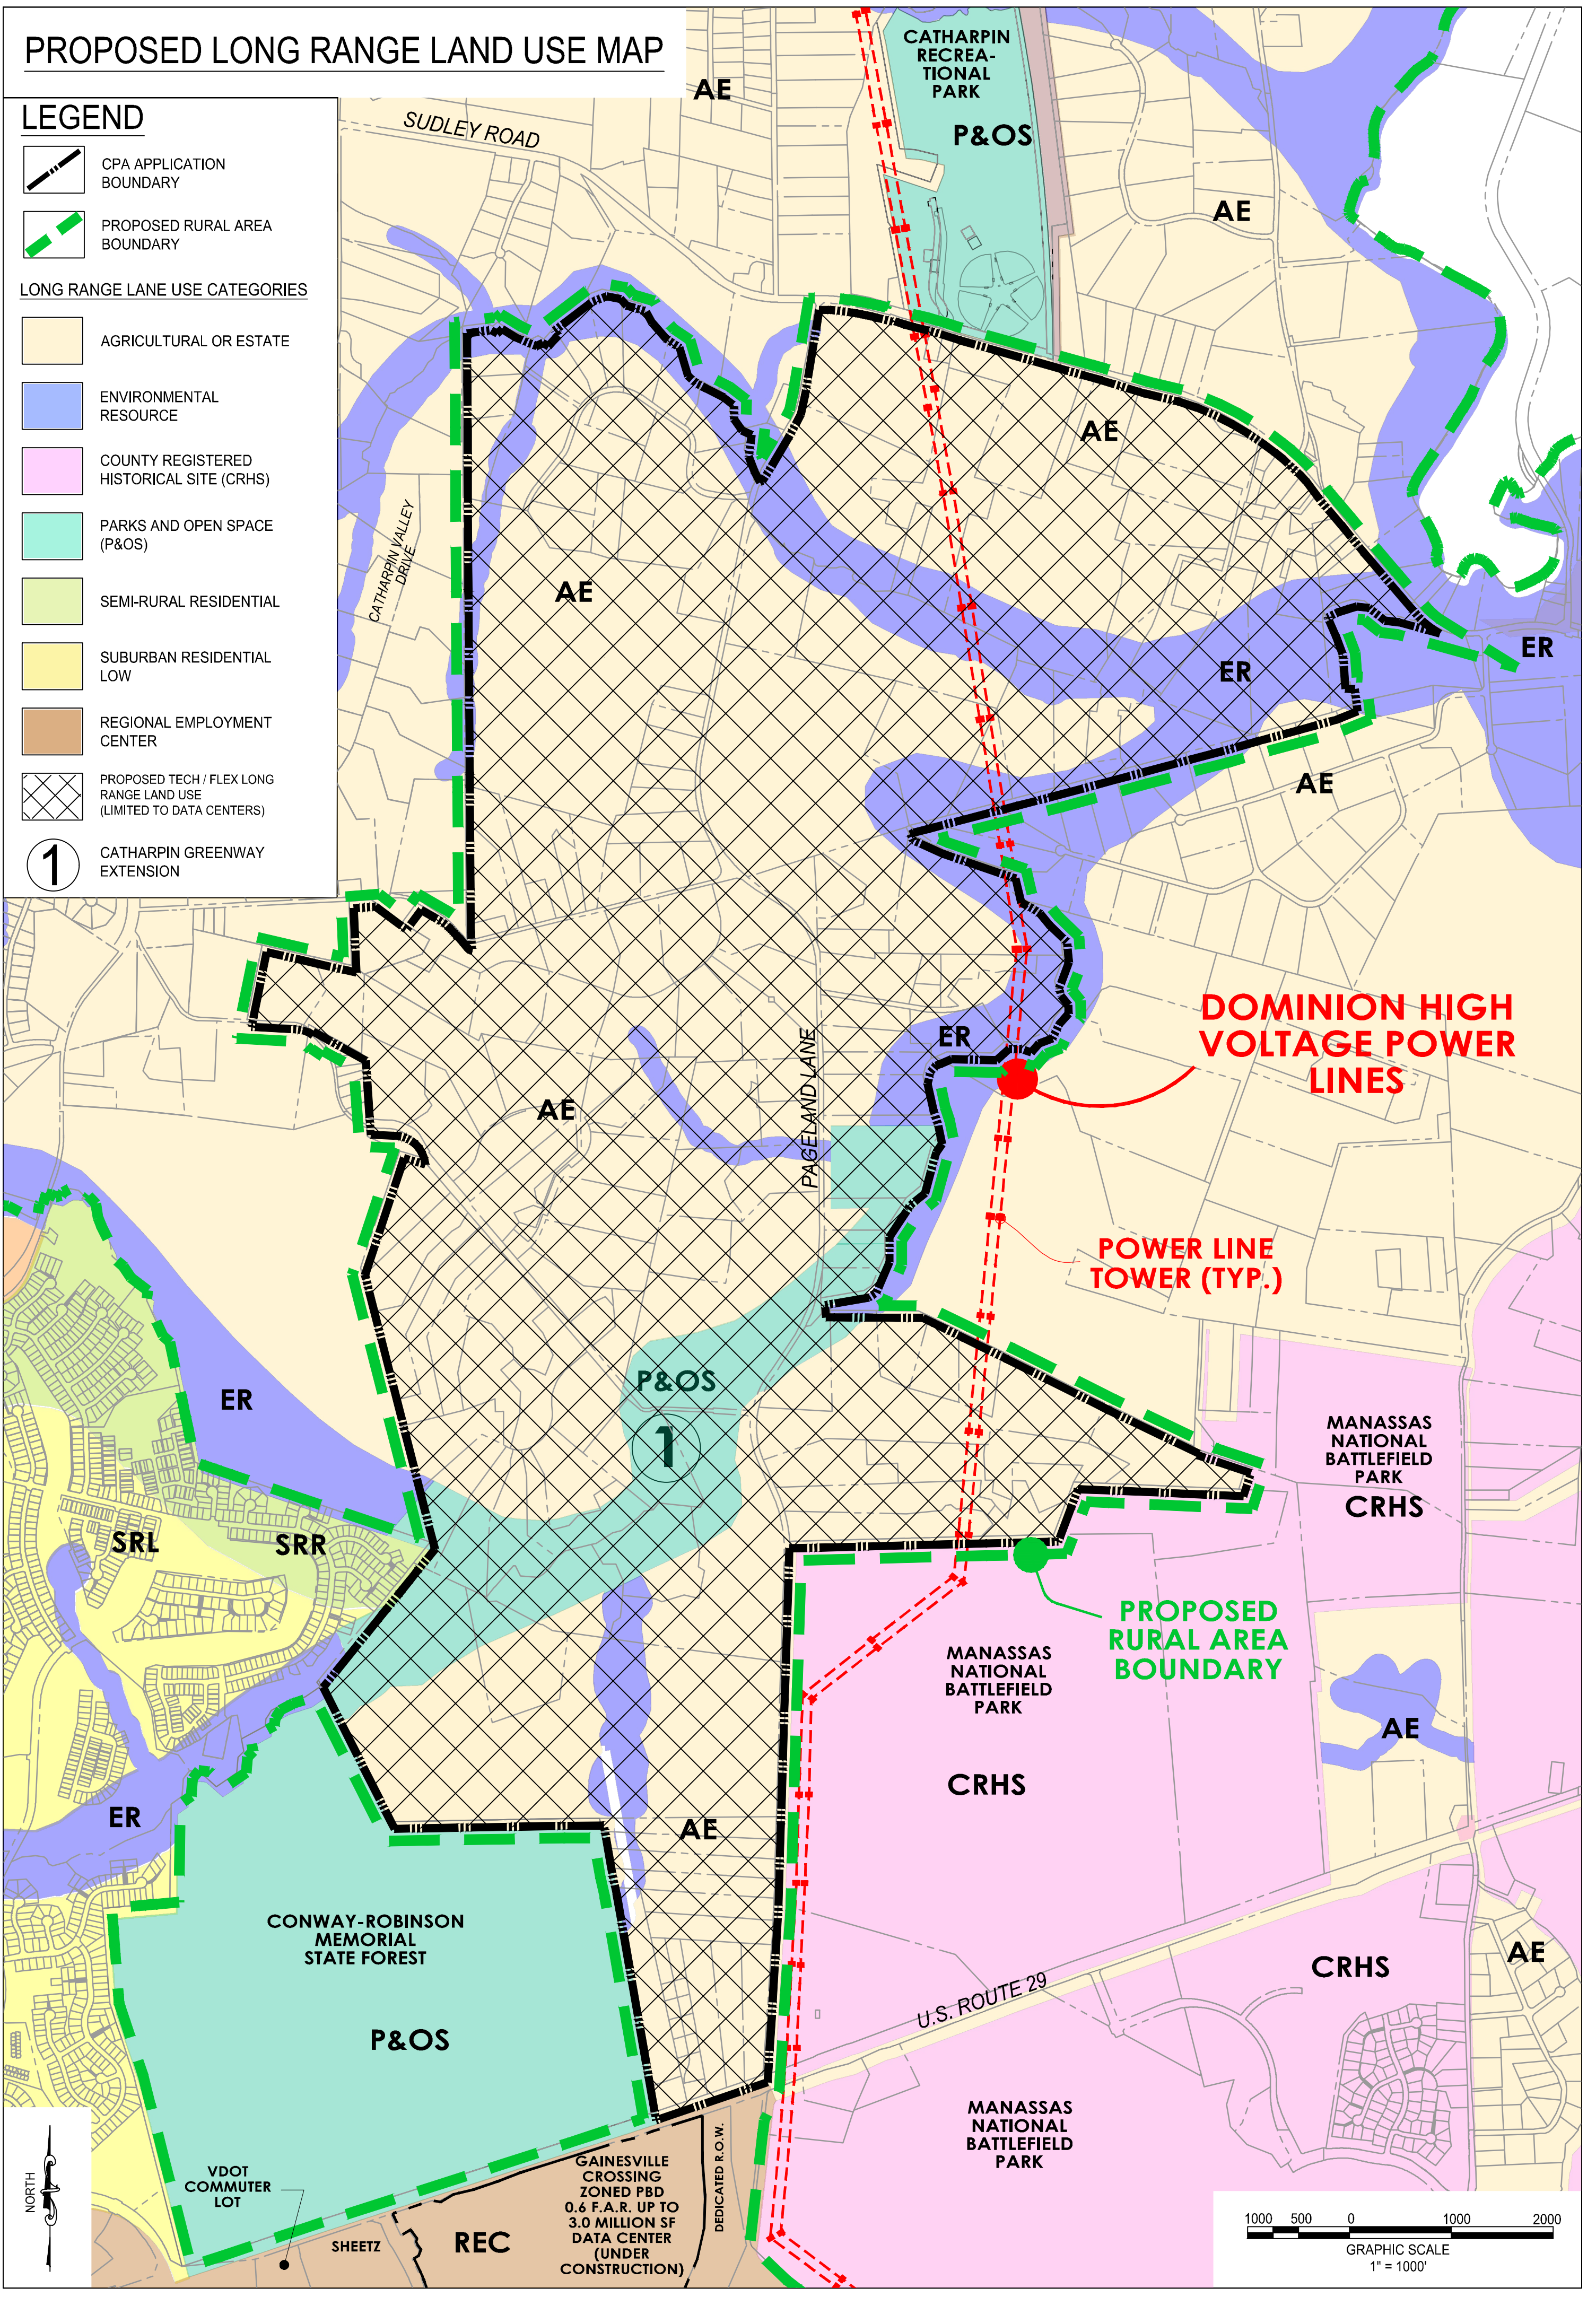 PROPOSED LONG RANGE LAND USE MAP
LEGEND
CPA APPLICATION
BOUNDARY
PROPOSED RURAL AREA
BOUNDARY
LONG RANGE LANE USE CATEGORIES
AGRICULTURAL OR ESTATE
ENVIRONMENTAL
RESOURCE
COUNTY REGISTERED
HISTORICAL SITE (CRHS)
PARKS AND OPEN SPACE
(P&OS)
SEMI-RURAL RESIDENTIAL
SUBURBAN RESIDENTIAL
LOW
REGIONAL EMPLOYMENT
CENTER
PROPOSED TECH / FLEX LONG
RANGE LAND USE
(LIMITED TO DATA CENTERS)
1
CATHARPIN GREENWAY
EXTENSION
CATHARPIN
RECREA-
TIONAL
PARK
P&OS
AE
SUDLEY ROAD
AE
AE
CATHARPIN VALLEY
DRIVE
AE
ER
ER
AE
DOMINION HIGH
VOLTAGE POWER
LINES
ER
PAGELAND LANE
AE
POWER LINE
TOWER (TYP.)
P&OS
1
ER
MANASSAS
NATIONAL
BATTLEFIELD
PARK
CRHS
SRL
SRR
PROPOSED
RURAL AREA
BOUNDARY
MANASSAS
NATIONAL
BATTLEFIELD
PARK
CRHS
AE
ER
AE
CONWAY-ROBINSON
MEMORIAL
STATE FOREST
P&OS
CRHS
AE
U.S. ROUTE 29
MANASSAS
NATIONAL
BATTLEFIELD
PARK
NORTH
VDOT
COMMUTER
LOT
SHEETZ
REC
GAINESVILLE
CROSSING
ZONED PBD
0.6 F.A.R. UP TO
3.0 MILLION SF
DATA CENTER
(UNDER
CONSTRUCTION)
DEDICATED R.O.W.
1000 500 0 1000 2000
GRAPHIC SCALE
1" = 1000'